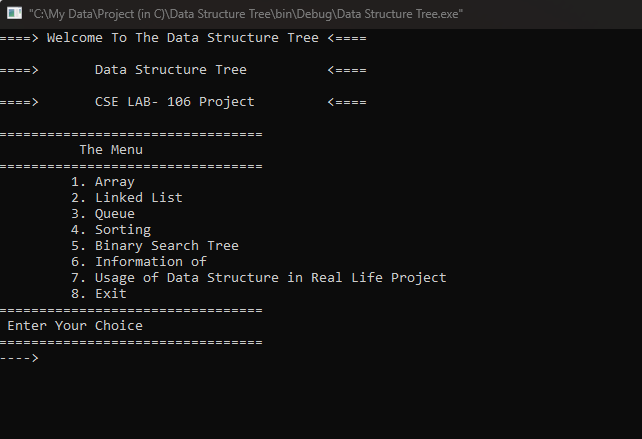 "C:\My Data\Project (in C)\Data Structure Tree\bin\Debug\Data Structure Tree.exe"
====> Welcome To The Data Structure Tree <====
====>       Data Structure Tree          <====
====>       CSE LAB- 106 Project         <====
=================================
          The Menu
=================================
         1. Array
         2. Linked List
         3. Queue
         4. Sorting
         5. Binary Search Tree
         6. Information of
         7. Usage of Data Structure in Real Life Project
         8. Exit
=================================
 Enter Your Choice
=================================
---->